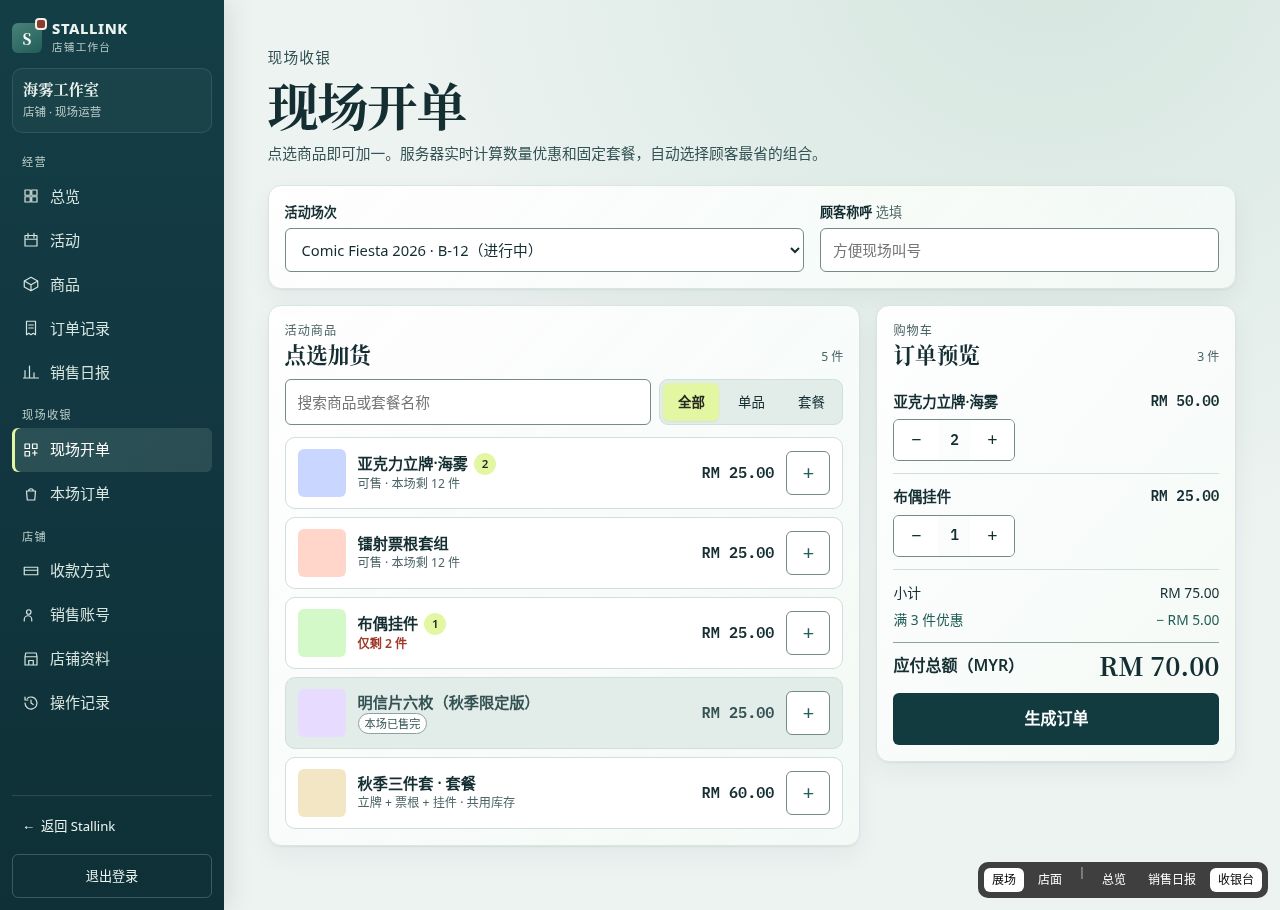 S
STALLINK
店铺工作台
海雾工作室
店铺 · 现场运营
经营
总览
活动
商品
订单记录
销售日报
现场收银
现场开单
本场订单
店铺
收款方式
销售账号
店铺资料
操作记录
← 返回 Stallink
退出登录
现场收银
现场开单
点选商品即可加一。服务器实时计算数量优惠和固定套餐，自动选择顾客最省的组合。
活动场次
Comic Fiesta 2026 · B-12（进行中）
顾客称呼 选填
方便现场叫号
活动商品
点选加货
5 件
搜索商品或套餐名称
全部 单品 套餐
亚克力立牌·海雾 2
可售 · 本场剩 12 件
RM 25.00 +
镭射票根套组
可售 · 本场剩 12 件
RM 25.00 +
布偶挂件 1
仅剩 2 件
RM 25.00 +
明信片六枚（秋季限定版）
本场已售完
RM 25.00 +
秋季三件套 · 套餐
立牌 + 票根 + 挂件 · 共用库存
RM 60.00 +
购物车
订单预览
3 件
亚克力立牌·海雾 RM 50.00
− 2 +
布偶挂件 RM 25.00
− 1 +
小计 RM 75.00
满 3 件优惠 − RM 5.00
应付总额（MYR） RM 70.00
生成订单
展场 店面 | 总览 销售日报 收银台